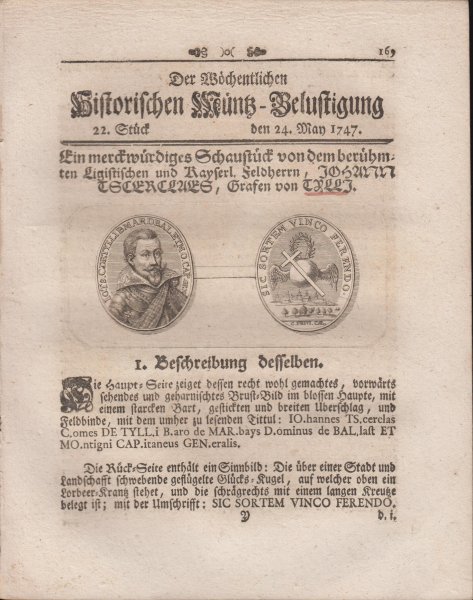 169
Der Wöchentlichen
Historischen Müntz-Belustigung
22. Stück den 24. May 1747.
Ein merckwürdiges Schaustück von dem berühm-
ten Ligistischen und Kayserl. Feldherrn, JOHANN
TSCERCLAES, Grafen von TYLLI.
SIC SORTEM VINCO FERENDO.
1. Beschreibung desselben.
Die Haupt-Seite zeiget dessen recht wohl gemachtes, vorwärts
sehendes und geharnischtes Brust-Bild im blossen Haupte, mit
einem starcken Bart, gestickten und breiten Uberschlag, und
Feldbinde, mit dem umher zu lesenden Tittul: IO.hannes TS.cerclas
C.omes DE TYLL.i B.aro de MAR.bays D.ominus de BAL.last ET
MO.ntigni CAP.itaneus GEN.eralis.
Die Rück-Seite enthält ein Sinnbild: Die über einer Stadt und
Landschafft schwebende geflügelte Glücks-Kugel, auf welcher oben ein
Lorbeer-Krantz stehet, und die schrägrechts mit einem langen Kreutze
belegt ist; mit der Umschrifft: SIC SORTEM VINCO FERENDO.
Y d.i.